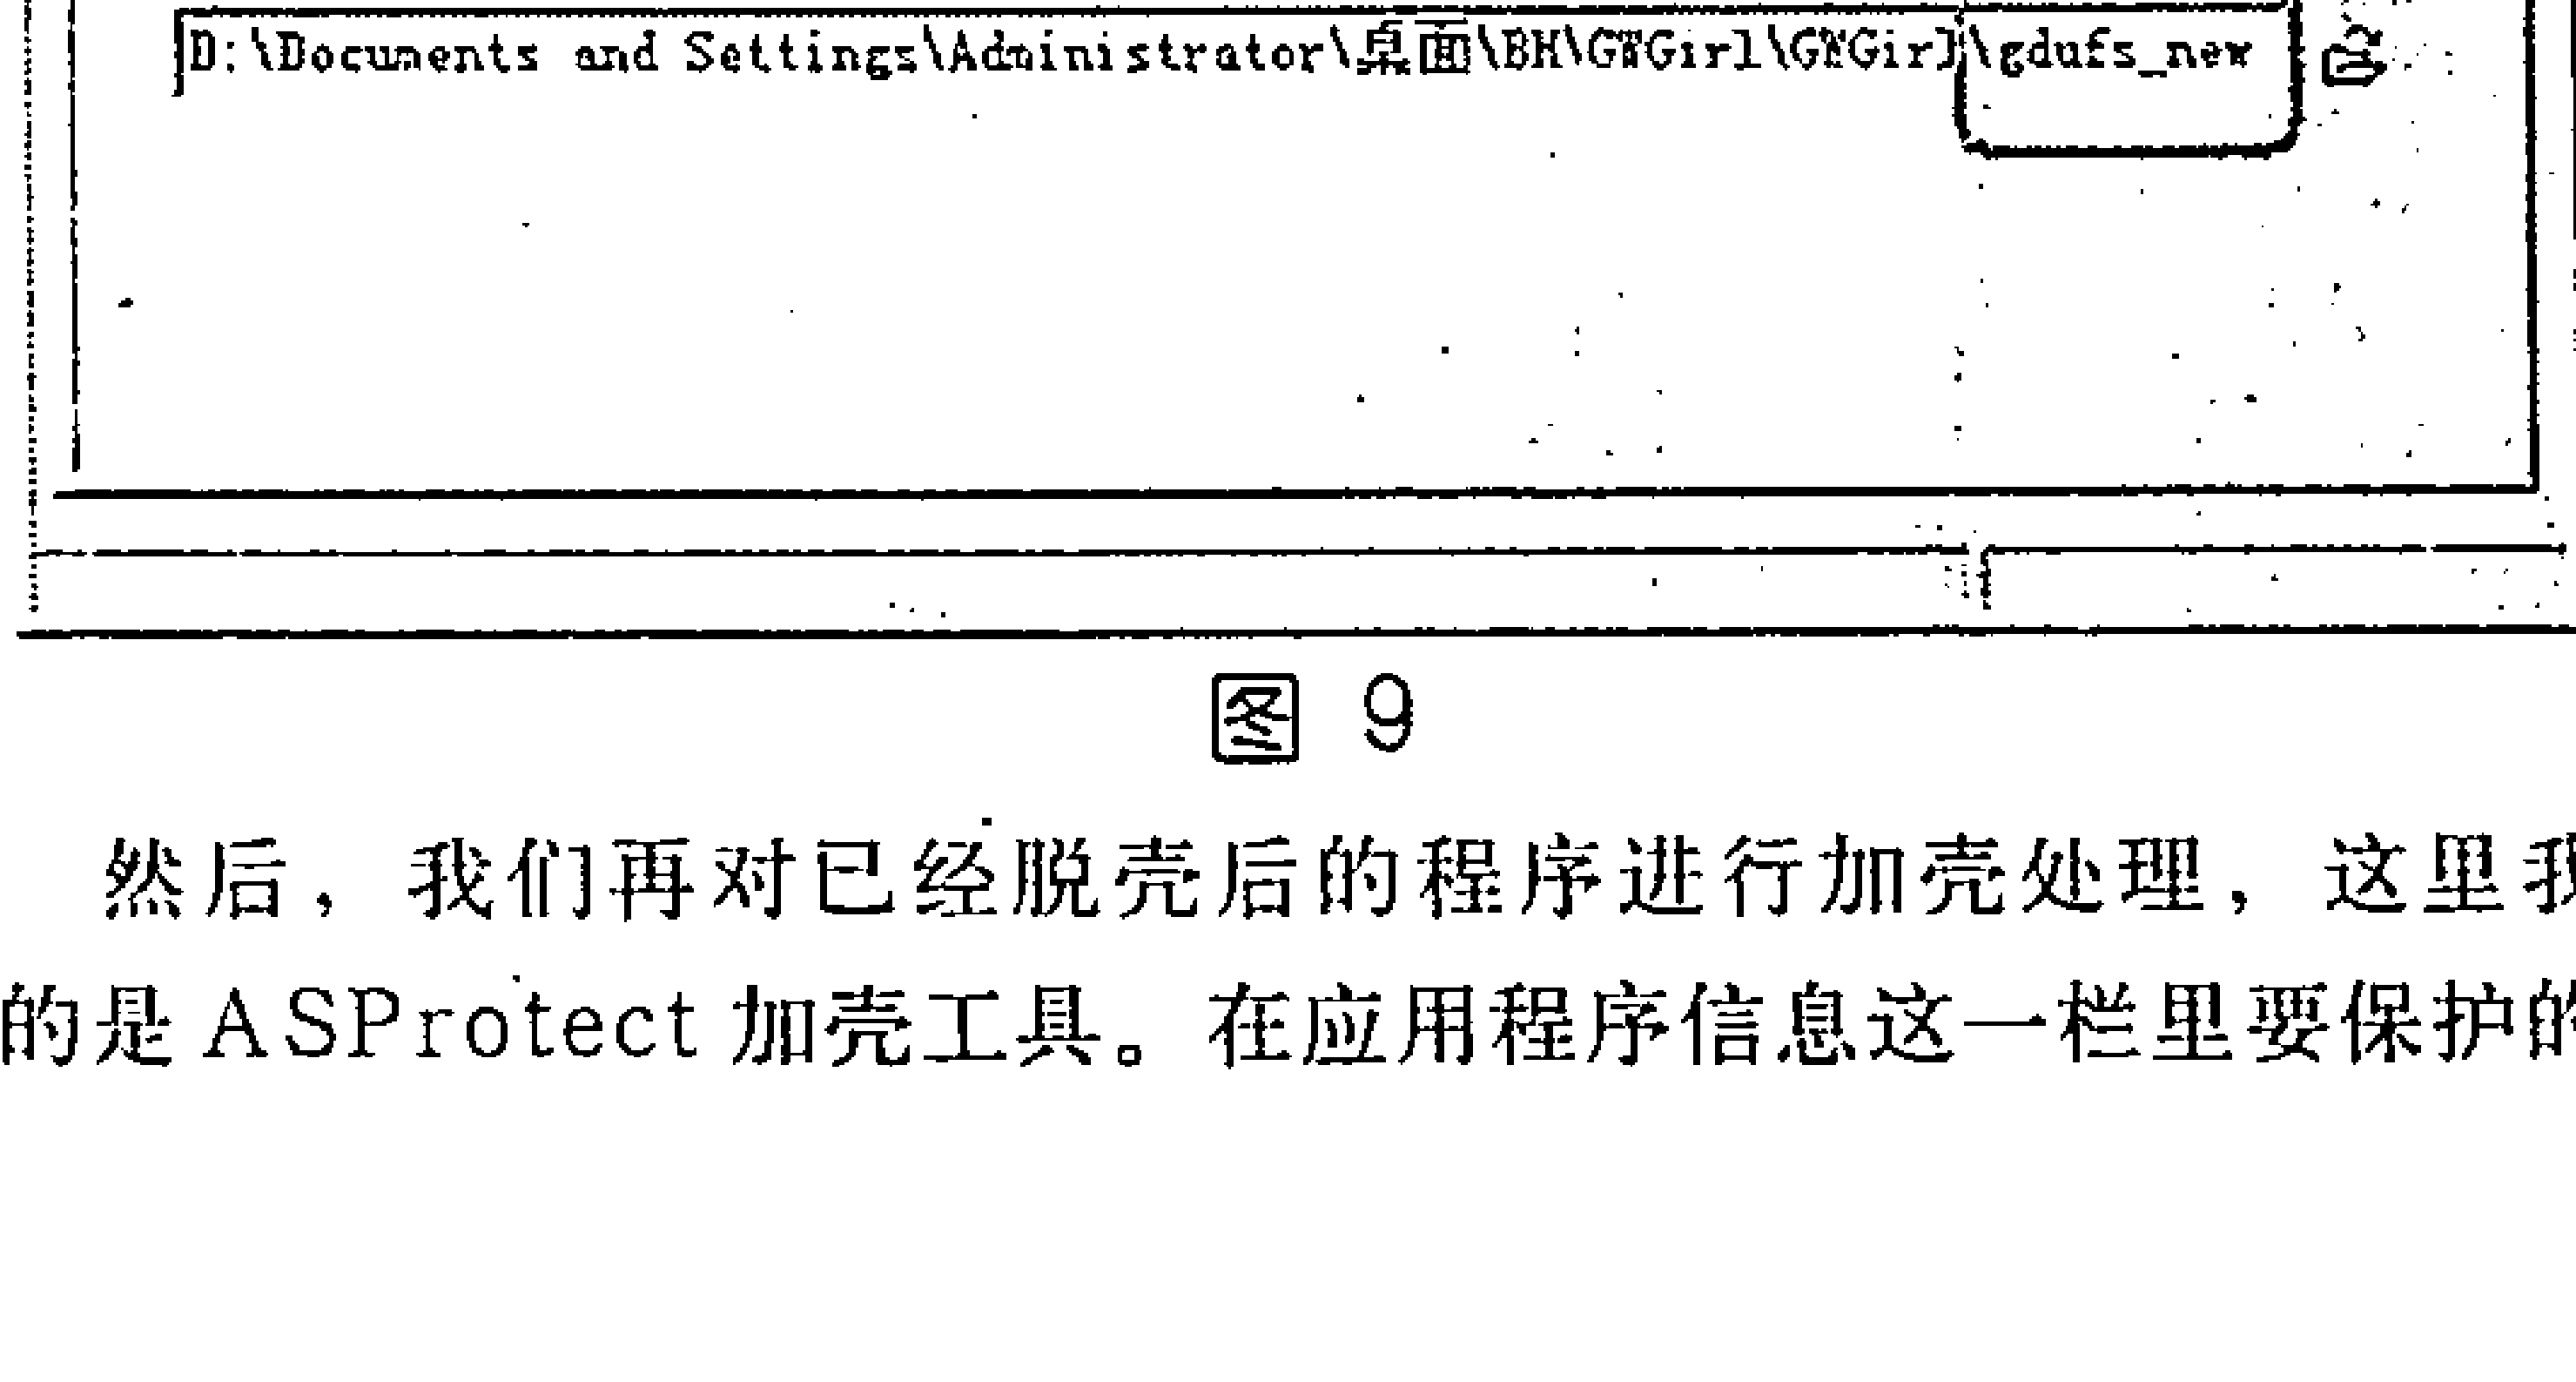 D:\Documents and Settings\Administrator\桌面\BH\GWGirl\GWGirl\gdufs_new
图 9
然后，我们再对已经脱壳后的程序进行加壳处理，这里我
的是 ASProtect 加壳工具。在应用程序信息这一栏里要保护的